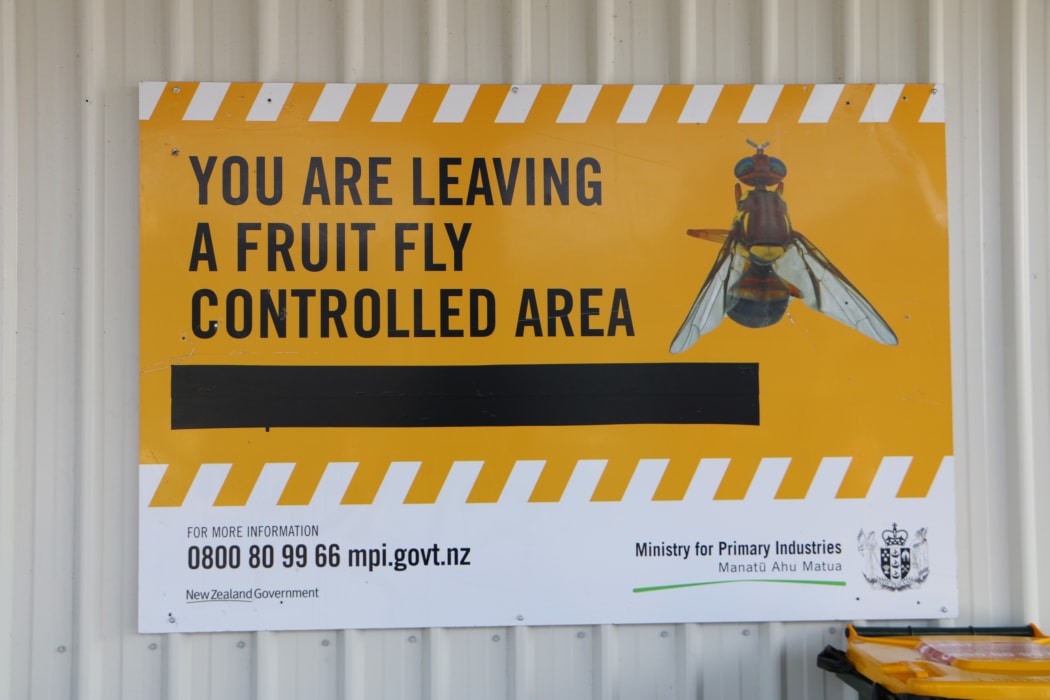 YOU ARE LEAVING
A FRUIT FLY
CONTROLLED AREA
FOR MORE INFORMATION
0800 80 99 66 mpi.govt.nz
New Zealand Government
Ministry for Primary Industries
Manatū Ahu Matua